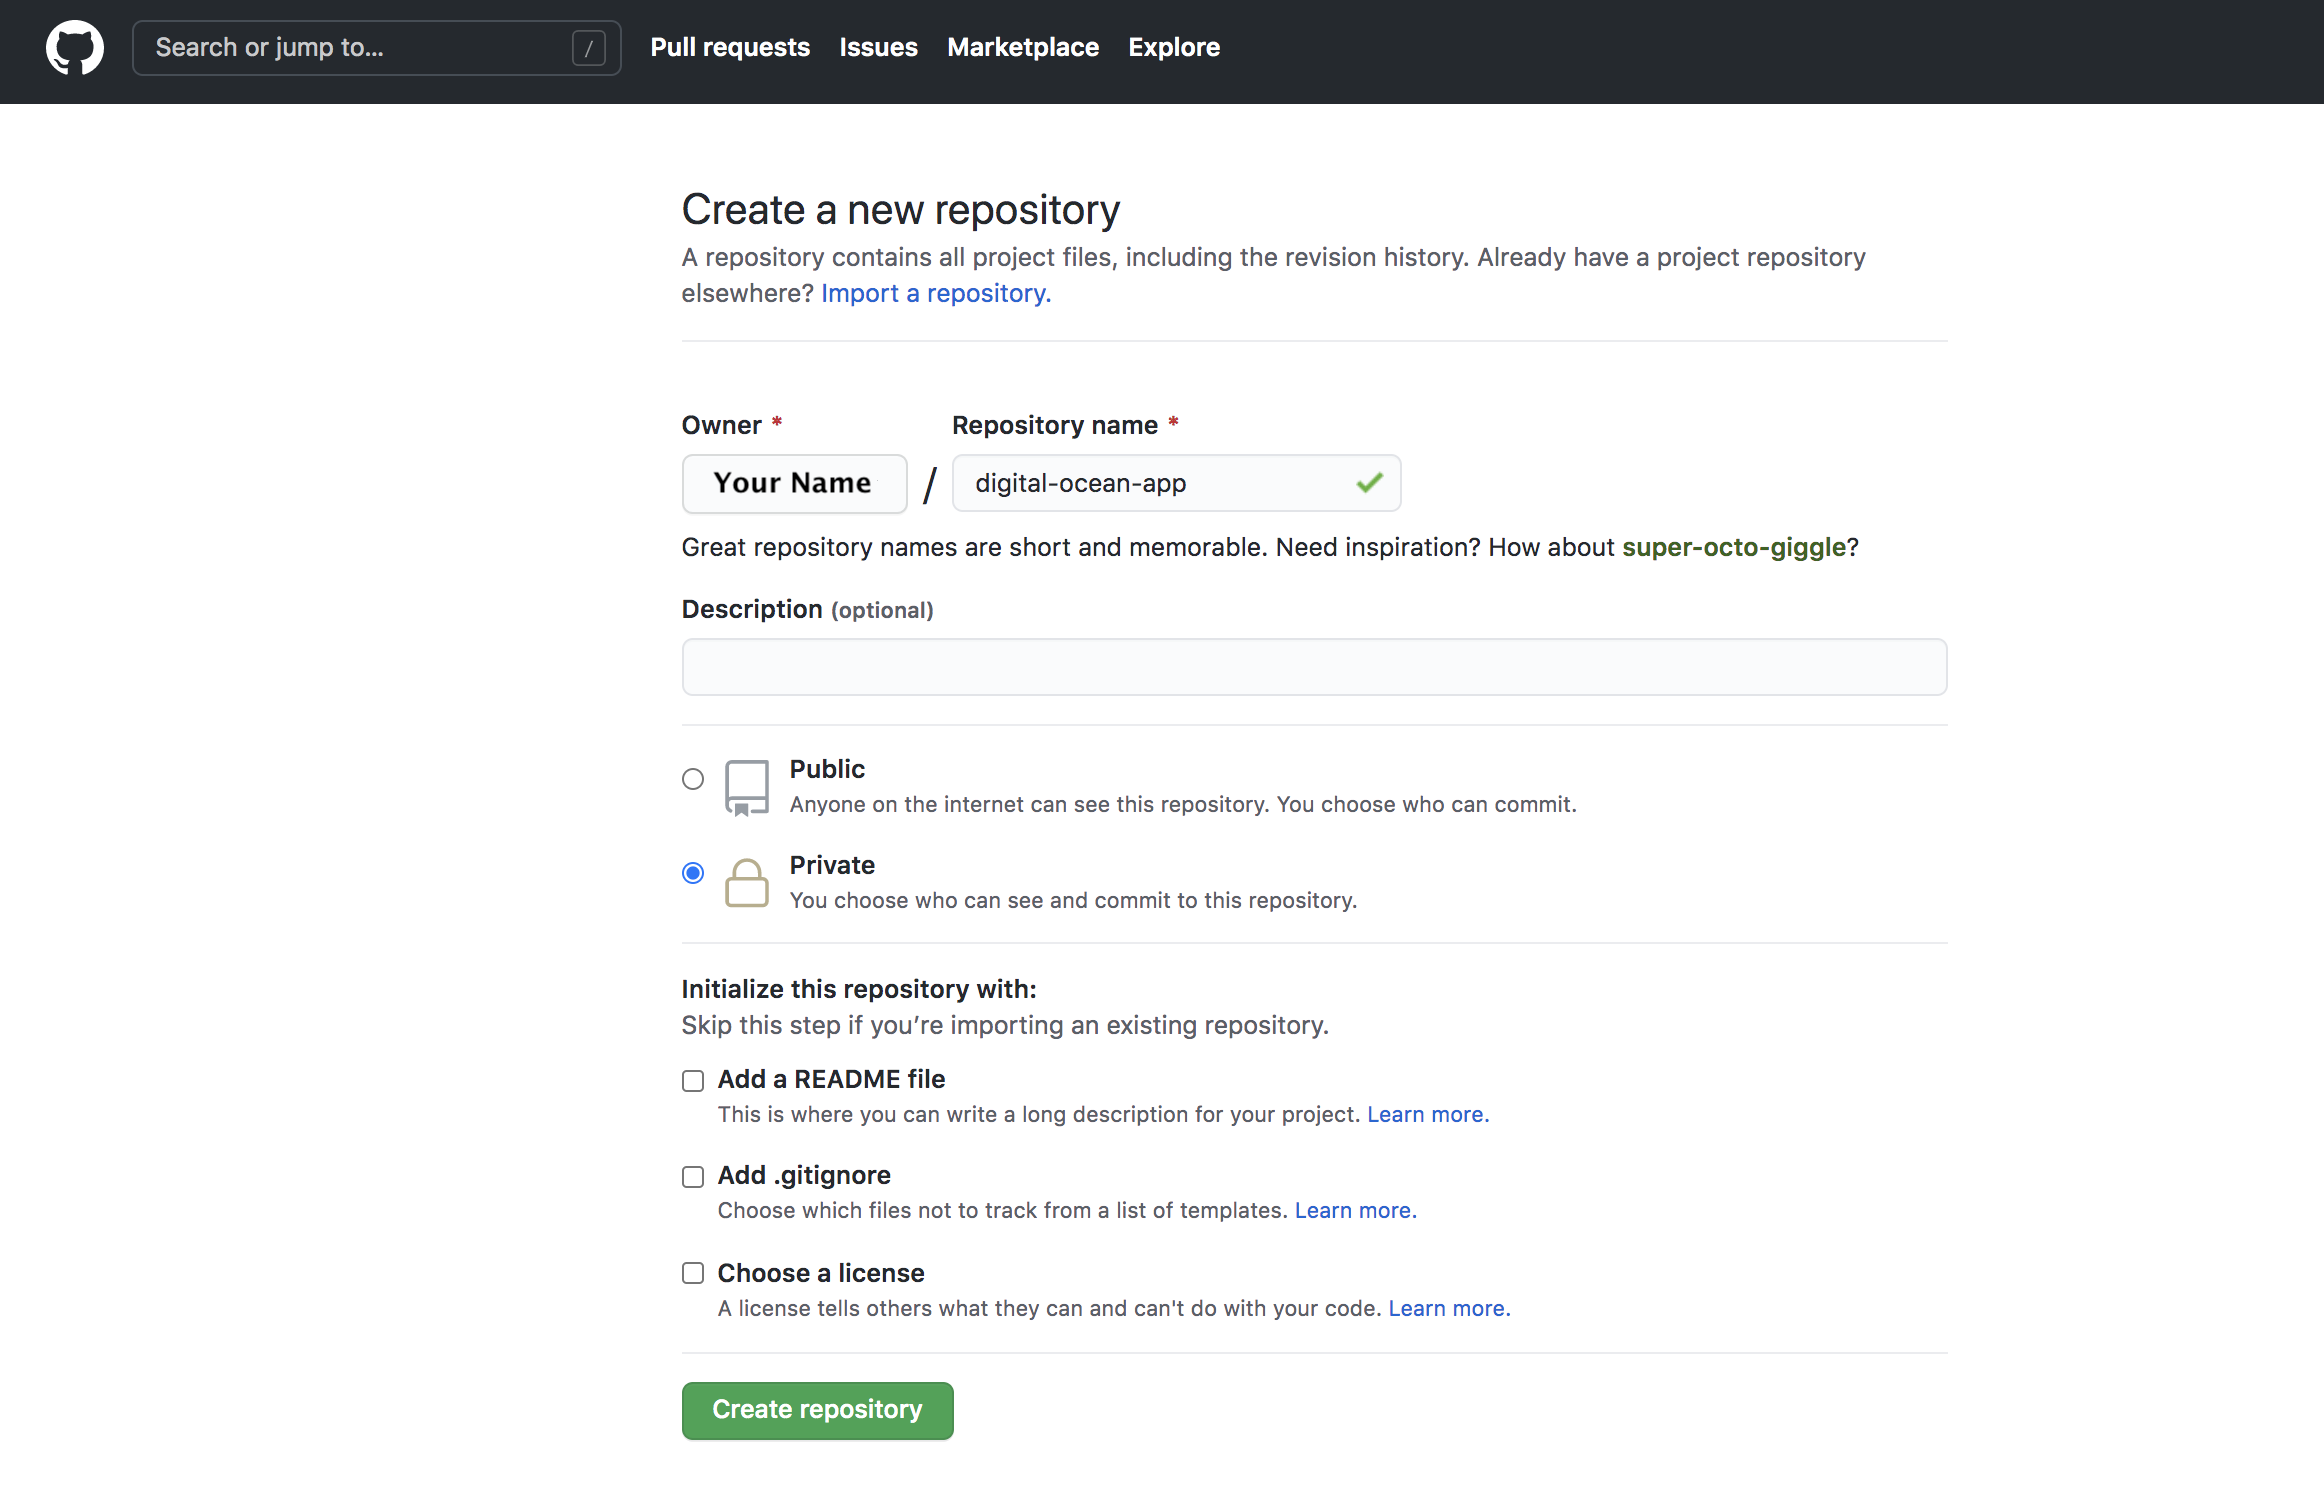 Search or jump to... /
Pull requests Issues Marketplace Explore
Create a new repository
A repository contains all project files, including the revision history. Already have a project repository
elsewhere? Import a repository.
Owner * Repository name *
Your Name / digital-ocean-app
Great repository names are short and memorable. Need inspiration? How about super-octo-giggle?
Description (optional)
Public
Anyone on the internet can see this repository. You choose who can commit.
Private
You choose who can see and commit to this repository.
Initialize this repository with:
Skip this step if you’re importing an existing repository.
Add a README file
This is where you can write a long description for your project. Learn more.
Add .gitignore
Choose which files not to track from a list of templates. Learn more.
Choose a license
A license tells others what they can and can't do with your code. Learn more.
Create repository